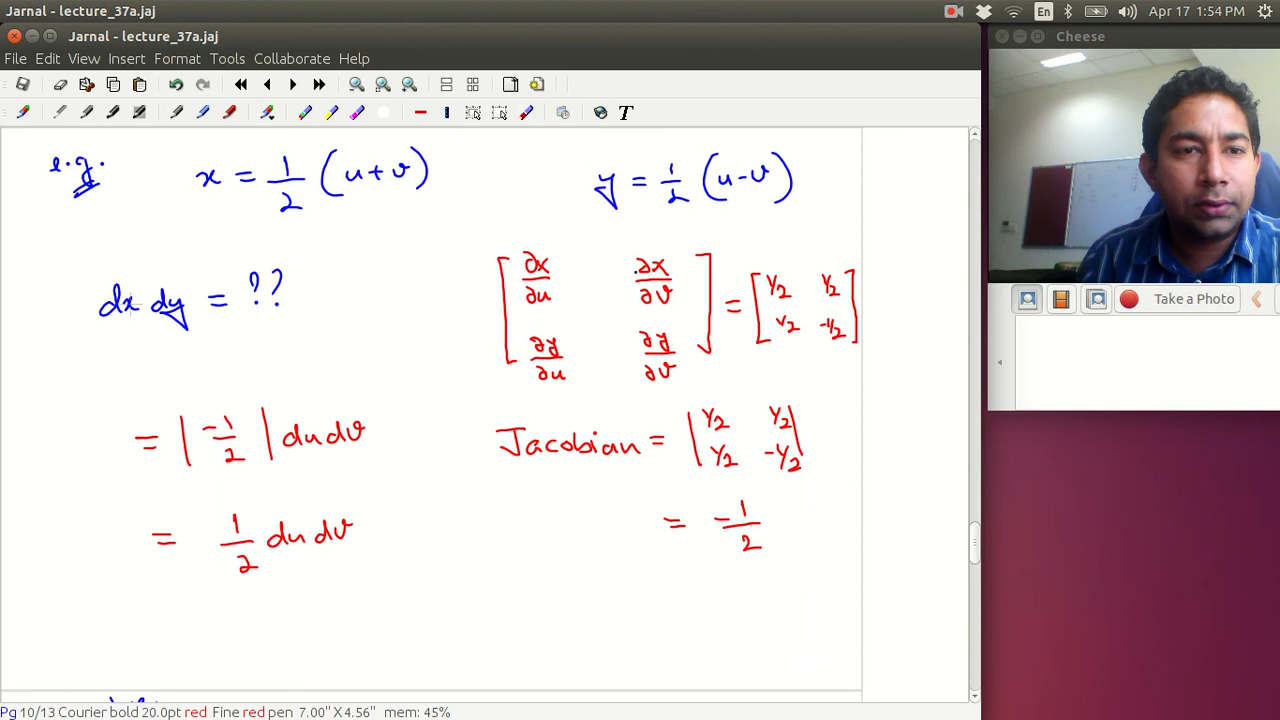 Jarnal - lecture_37a.jaj
En Apr 17 1:54 PM
Jarnal - lecture_37a.jaj
Cheese
File Edit View Insert Format Tools Collaborate Help
T
Take a Photo
e.g. x = 1/2 (u+v) y = 1/2 (u-v)
dx dy = ??
[ ∂x/∂u ∂x/∂v
∂y/∂u ∂y/∂v ] = [ 1/2 1/2
1/2 -1/2 ]
= | -1/2 | du dv
Jacobian = | 1/2 1/2
1/2 -1/2 |
= 1/2 du dv
= -1/2
Pg 10/13 Courier bold 20.0pt red Fine red pen 7.00" X 4.56" mem: 45%